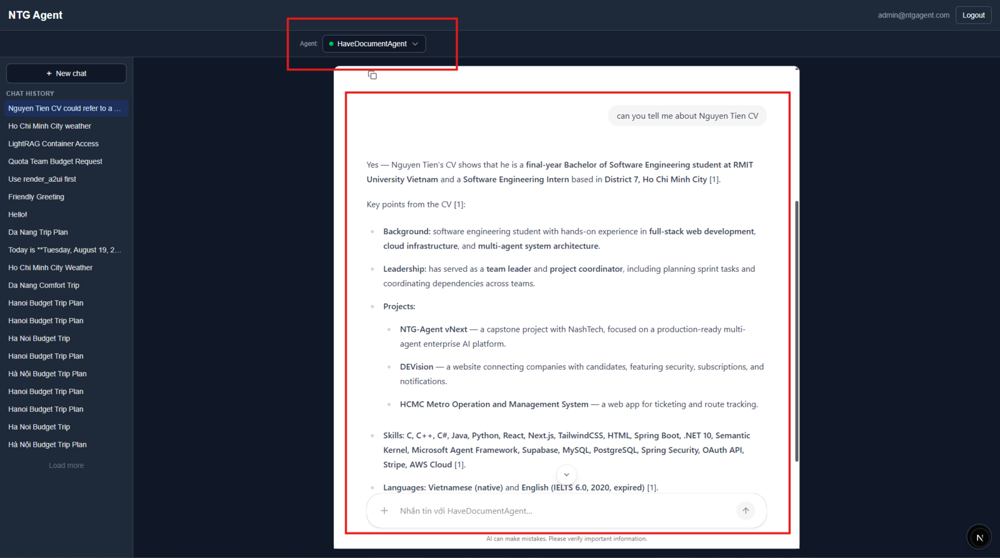 NTG Agent
admin@ntgagent.com
Logout
Agent:
HaveDocumentAgent
+ New chat
CHAT HISTORY
Nguyen Tien CV could refer to a ...
Ho Chi Minh City weather
LightRAG Container Access
Quota Team Budget Request
Use render_a2ui first
Friendly Greeting
Hello!
Da Nang Trip Plan
Today is **Tuesday, August 19, 2...
Ho Chi Minh City Weather
Da Nang Comfort Trip
Hanoi Budget Trip Plan
Hanoi Budget Trip Plan
Ha Noi Budget Trip
Hanoi Budget Trip Plan
Hà Nội Budget Trip Plan
Hanoi Budget Trip Plan
Hanoi Budget Trip Plan
Ha Noi Budget Trip
Hà Nội Budget Trip Plan
Load more
can you tell me about Nguyen Tien CV
Yes — Nguyen Tien’s CV shows that he is a final-year Bachelor of Software Engineering student at RMIT
University Vietnam and a Software Engineering Intern based in District 7, Ho Chi Minh City [1].
Key points from the CV [1]:
Background: software engineering student with hands-on experience in full-stack web development,
cloud infrastructure, and multi-agent system architecture.
Leadership: has served as a team leader and project coordinator, including planning sprint tasks and
coordinating dependencies across teams.
Projects:
NTG-Agent vNext — a capstone project with NashTech, focused on a production-ready multi-
agent enterprise AI platform.
DEVision — a website connecting companies with candidates, featuring security, subscriptions, and
notifications.
HCMC Metro Operation and Management System — a web app for ticketing and route tracking.
Skills: C, C++, C#, Java, Python, React, Next.js, TailwindCSS, HTML, Spring Boot, .NET 10, Semantic
Kernel, Microsoft Agent Framework, Supabase, MySQL, PostgreSQL, Spring Security, OAuth API,
Stripe, AWS Cloud [1].
Languages: Vietnamese (native) and English (IELTS 6.0, 2020, expired) [1].
Nhắn tin với HaveDocumentAgent...
AI can make mistakes. Please verify important information.
N